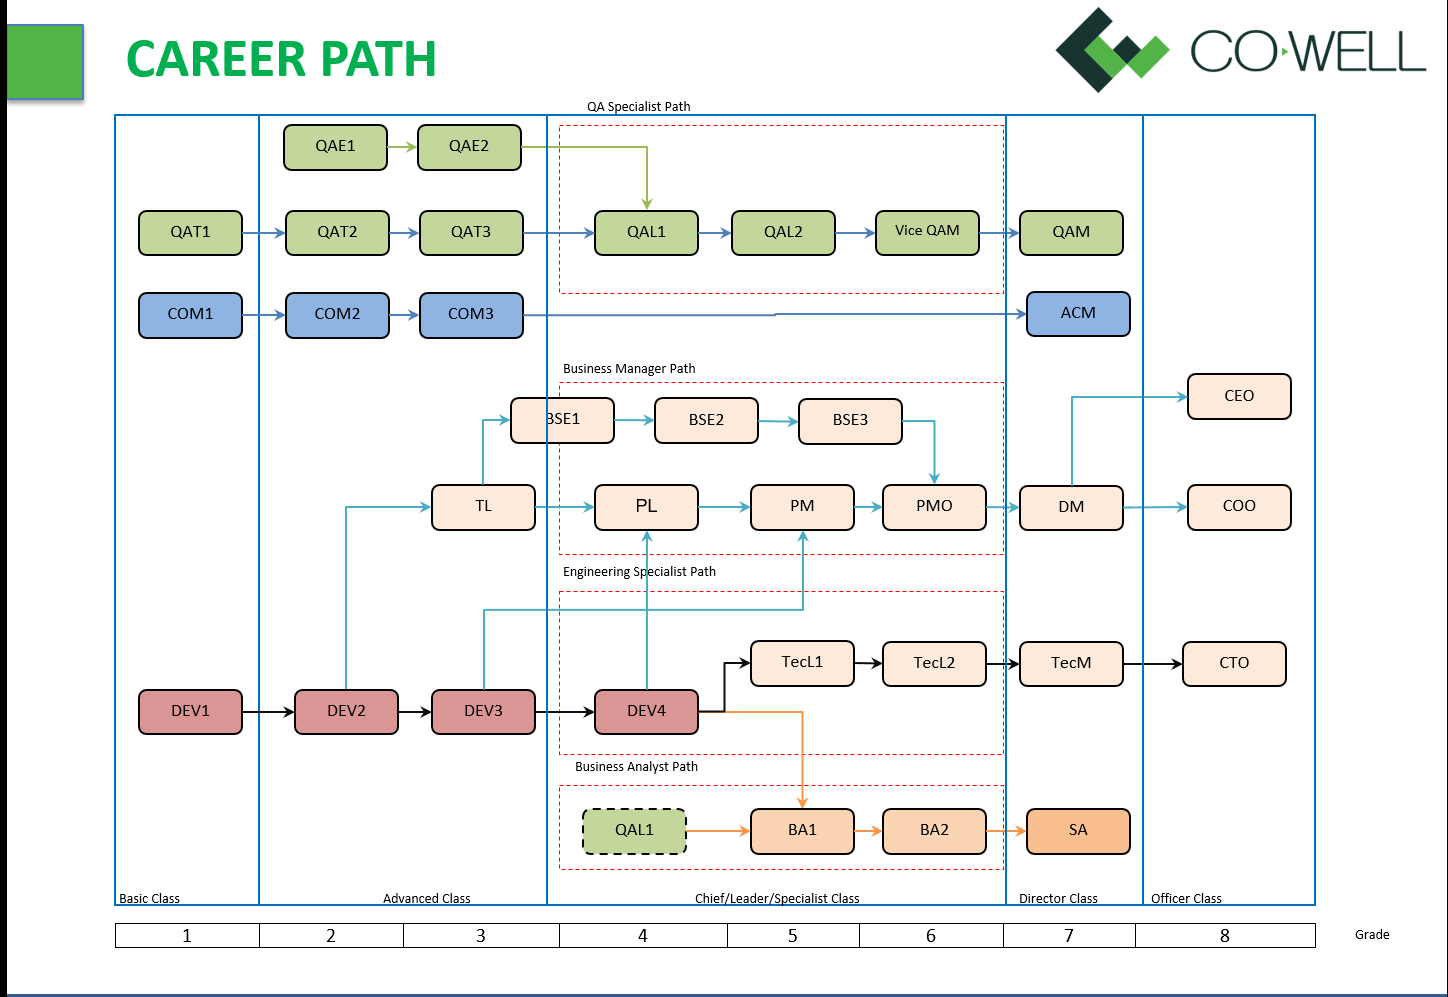 CAREER PATH
CO·WELL
QA Specialist Path
QAE1
QAE2
QAT1
QAT2
QAT3
QAL1
QAL2
Vice QAM
QAM
COM1
COM2
COM3
ACM
Business Manager Path
CEO
BSE1
BSE2
BSE3
TL
PL
PM
PMO
DM
COO
Engineering Specialist Path
TecL1
TecL2
TecM
CTO
DEV1
DEV2
DEV3
DEV4
Business Analyst Path
QAL1
BA1
BA2
SA
Basic Class
Advanced Class
Chief/Leader/Specialist Class
Director Class
Officer Class
1
2
3
4
5
6
7
8
Grade